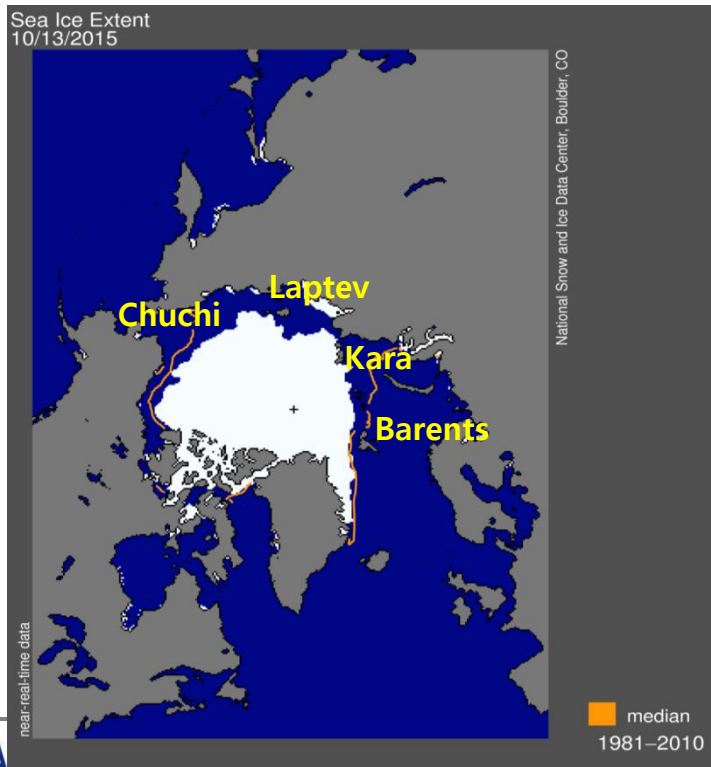 Sea Ice Extent
10/13/2015
National Snow and Ice Data Center, Boulder, CO
Laptev
Chuchi
Kara
Barents
near-real-time data
median
1981–2010